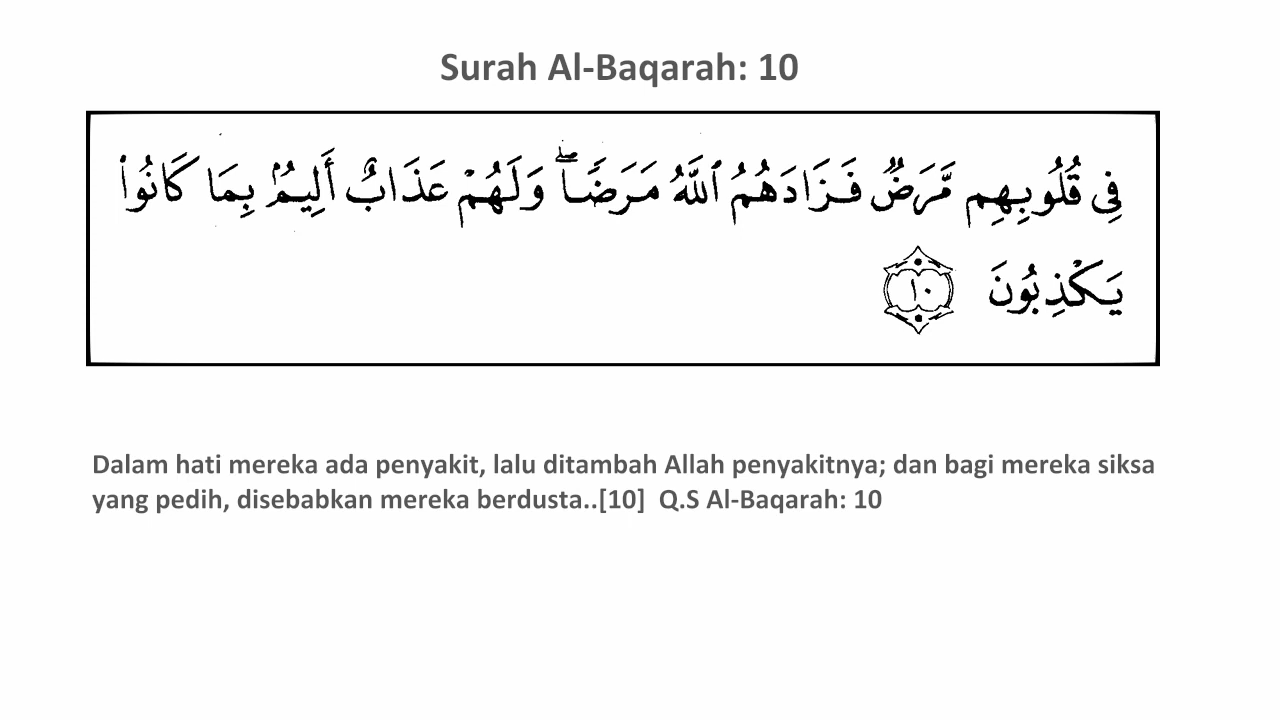 Surah Al-Baqarah: 10
فِى قُلُوبِهِم مَّرَضٌ فَزَادَهُمُ ٱللَّهُ مَرَضًا ۖ وَلَهُمْ عَذَابٌ أَلِيمُۢ بِمَا كَانُوا۟
يَكْذِبُونَ ١٠
Dalam hati mereka ada penyakit, lalu ditambah Allah penyakitnya; dan bagi mereka siksa
yang pedih, disebabkan mereka berdusta..[10]  Q.S Al-Baqarah: 10